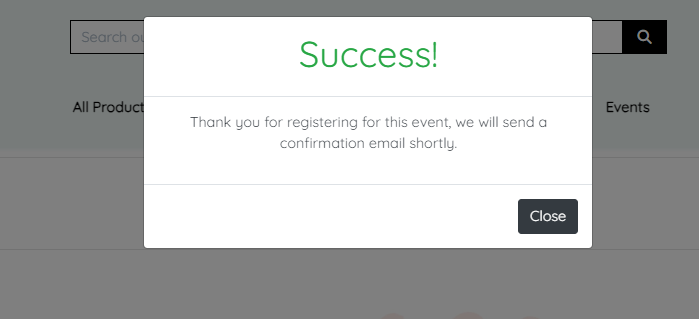 Search ou
Success!
All Product
Events
Thank you for registering for this event, we will send a
confirmation email shortly.
Close